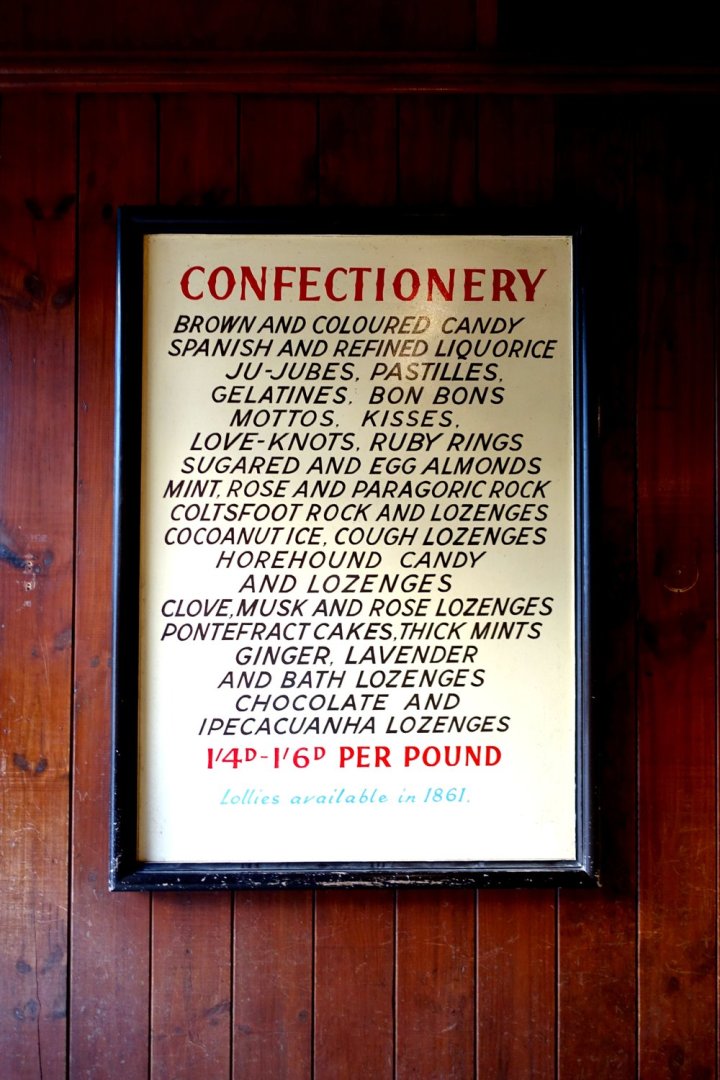 CONFECTIONERY
BROWN AND COLOURED CANDY
SPANISH AND REFINED LIQUORICE
JU-JUBES, PASTILLES,
GELATINES, BON BONS
MOTTOS, KISSES,
LOVE-KNOTS, RUBY RINGS
SUGARED AND EGG ALMONDS
MINT, ROSE AND PARAGORIC ROCK
COLTSFOOT ROCK AND LOZENGES
COCOANUT ICE, COUGH LOZENGES
HOREHOUND CANDY
AND LOZENGES
CLOVE, MUSK AND ROSE LOZENGES
PONTEFRACT CAKES, THICK MINTS
GINGER, LAVENDER
AND BATH LOZENGES
CHOCOLATE AND
IPECACUANHA LOZENGES
1/4D-1/6D PER POUND
Lollies available in 1861.